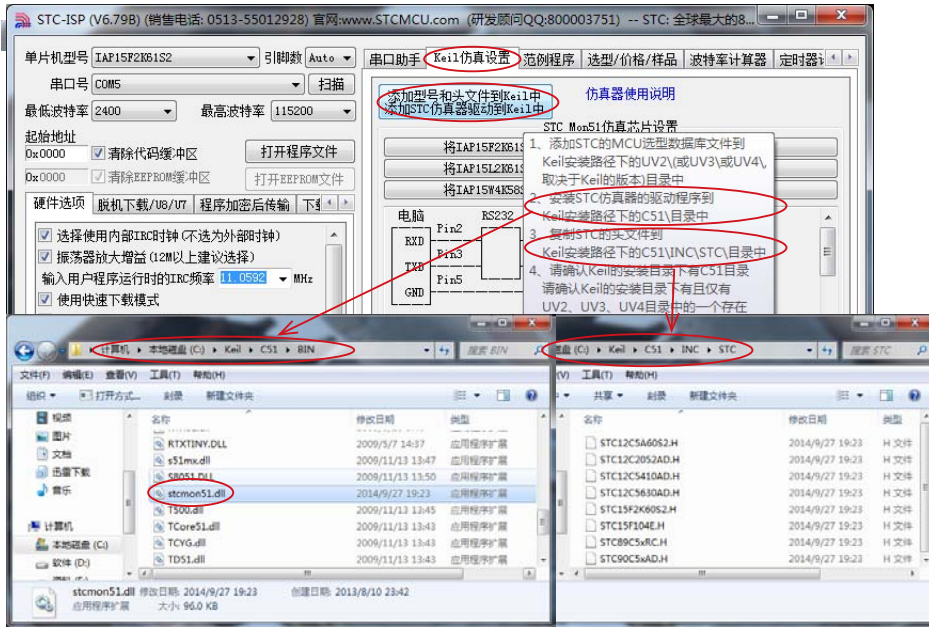 STC-ISP (V6.79B) (销售电话: 0513-55012928) 官网:www.STCMCU.com (研发顾问QQ:800003751) -- STC: 全球最大的8...
单片机型号 IAP15F2K61S2 引脚数 Auto
串口号 COM5 扫描
最低波特率 2400 最高波特率 115200
起始地址
0x0000 清除代码缓冲区 打开程序文件
0x0000 清除EEPROM缓冲区 打开EEPROM文件
硬件选项 脱机下载/U8/U7 程序加密后传输
选择使用内部IRC时钟(不选为外部时钟)
振荡器放大增益(12M以上建议选择)
输入用户程序运行时的IRC频率 11.0592 MHz
使用快速下载模式
串口助手 Keil仿真设置 范例程序 选型/价格/样品 波特率计算器 定时器
添加型号和头文件到Keil中
添加STC仿真器驱动到Keil中
仿真器使用说明
STC Mon51仿真芯片设置
将IAP15F2K61S
将IAP15L2K61S
将IAP15W4K58S
电脑 RS232
RXD Pin2
TXD Pin3
GND Pin5
1、添加STC的MCU选型数据库文件到
Keil安装路径下的UV2\(或UV3\或UV4\,
取决于Keil的版本)目录中
2、安装STC仿真器的驱动程序到
Keil安装路径下的C51\目录中
3、复制STC的头文件到
Keil安装路径下的C51\INC\STC\目录中
4、请确认Keil的安装目录下有C51目录
请确认Keil的安装目录下有且仅有
UV2、UV3、UV4目录中的一个存在
计算机 本地磁盘 (C:) Keil C51 BIN 搜索 BIN
文件(F) 编辑(E) 查看(V) 工具(T) 帮助(H)
组织 打开方式... 刻录 新建文件夹
视频
图片
文档
迅雷下载
音乐
计算机
本地磁盘 (C:)
软件 (D:)
名称 修改日期 类型
RTXTINY.DLL 2009/5/7 14:37 应用程序扩展
s51mx.dll 2009/11/13 13:47 应用程序扩展
S8051.DLL 2009/11/13 13:50 应用程序扩展
stcmon51.dll 2014/9/27 19:23 应用程序扩展
T500.dll 2009/11/13 13:45 应用程序扩展
TCore51.dll 2009/11/13 13:43 应用程序扩展
TCYG.dll 2009/11/13 13:43 应用程序扩展
TD51.dll 2009/11/13 13:43 应用程序扩展
stcmon51.dll 修改日期: 2014/9/27 19:23 创建日期: 2013/8/10 23:42
应用程序扩展 大小: 96.0 KB
磁盘 (C:) Keil C51 INC STC 搜索 STC
(V) 工具(T) 帮助(H)
共享 刻录 新建文件夹
名称 修改日期 类型
STC12C5A60S2.H 2014/9/27 19:23 H 文件
STC12C2052AD.H 2014/9/27 19:23 H 文件
STC12C5410AD.H 2014/9/27 19:23 H 文件
STC12C5630AD.H 2014/9/27 19:23 H 文件
STC15F2K60S2.H 2014/9/27 19:23 H 文件
STC15F104E.H 2014/9/27 19:23 H 文件
STC89C5xRC.H 2014/9/27 19:23 H 文件
STC90C5xAD.H 2014/9/27 19:23 H 文件